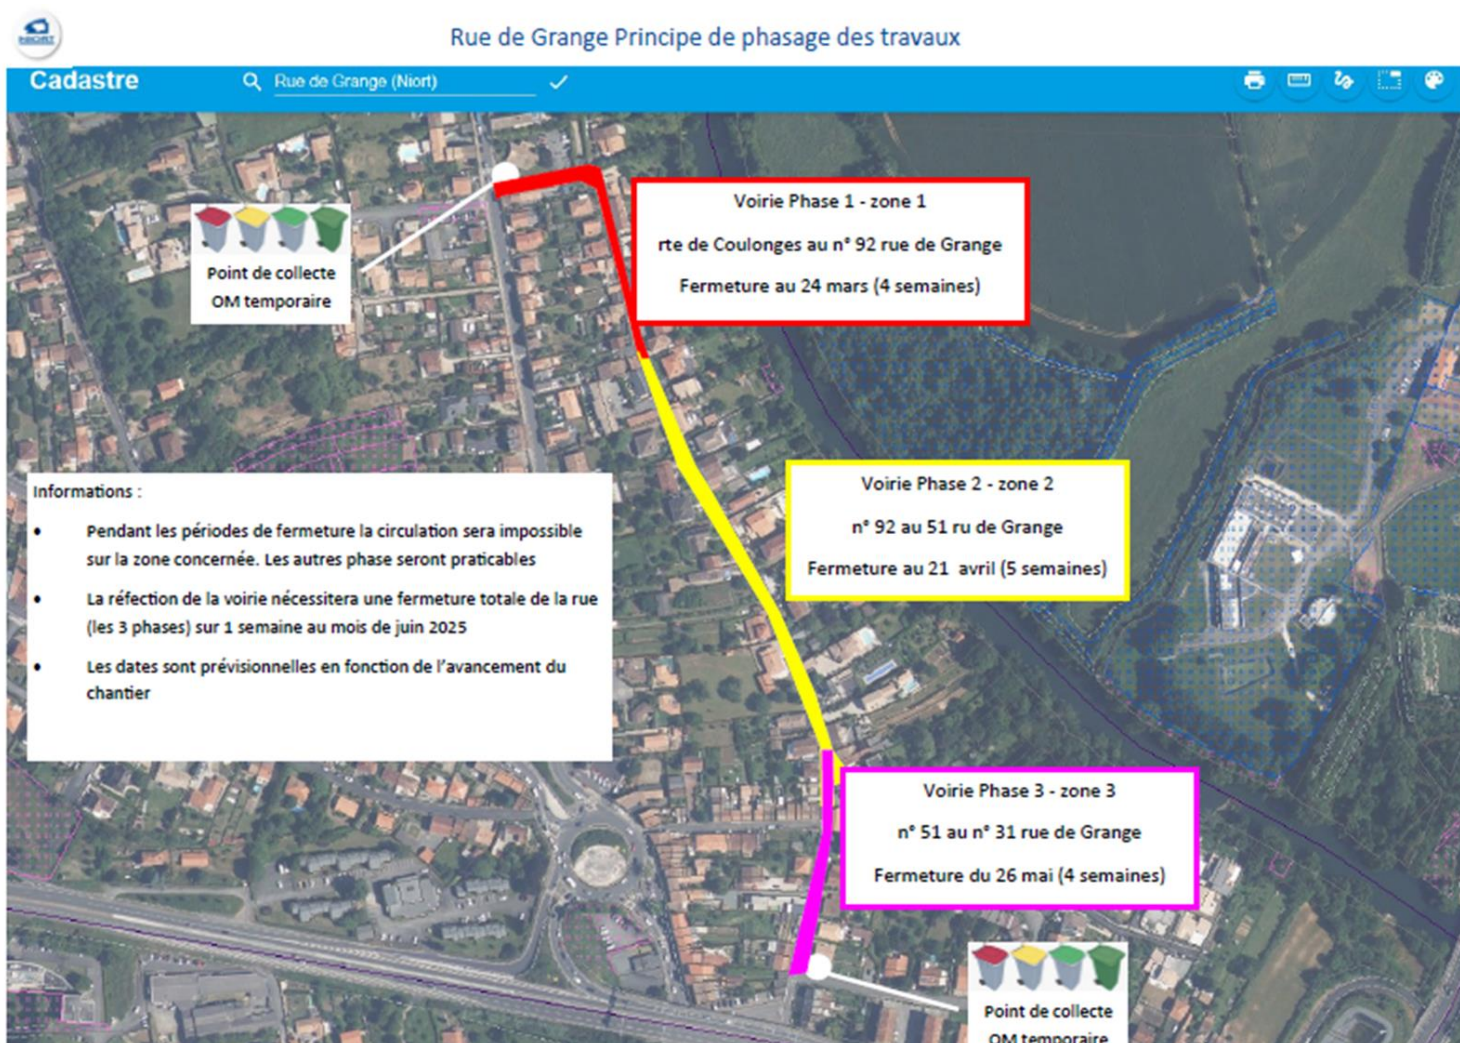 NIORT
Rue de Grange Principe de phasage des travaux
Cadastre
Rue de Grange (Niort)
Voirie Phase 1 - zone 1
rte de Coulonges au n° 92 rue de Grange
Fermeture au 24 mars (4 semaines)
Point de collecte
OM temporaire
Voirie Phase 2 - zone 2
n° 92 au 51 ru de Grange
Fermeture au 21 avril (5 semaines)
Informations :
• Pendant les périodes de fermeture la circulation sera impossible
sur la zone concernée. Les autres phase seront praticables
• La réfection de la voirie nécessitera une fermeture totale de la rue
(les 3 phases) sur 1 semaine au mois de juin 2025
• Les dates sont prévisionnelles en fonction de l'avancement du
chantier
Voirie Phase 3 - zone 3
n° 51 au n° 31 rue de Grange
Fermeture du 26 mai (4 semaines)
Point de collecte
OM temporaire